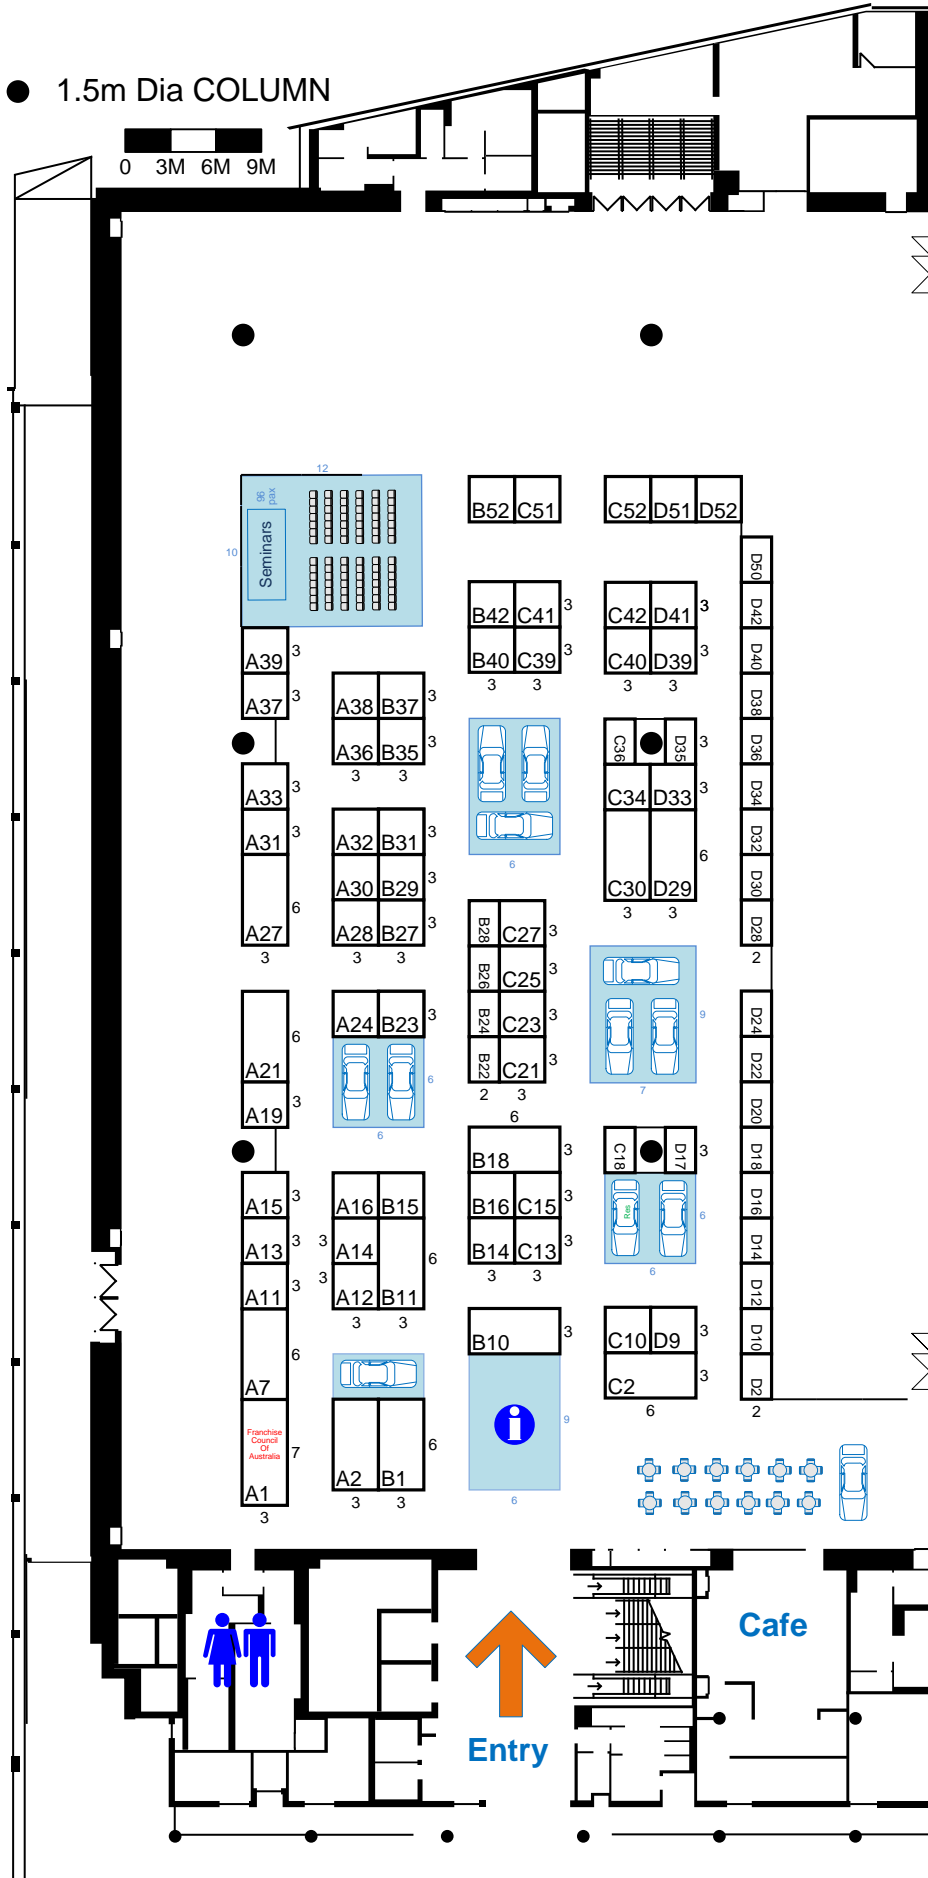 1.5m Dia COLUMN
0 3M 6M 9M
12
96 pax
Seminars
10
B52 C51
C52 D51 D52
D50
B42 C41 3
C42 D41 3
D42
A39 3
B40 C39 3
C40 D39 3
D40
3 3
3 3
A37 3
A38 B37 3
D38
A36 B35 3
3 3
C36 D35 3
D36
A33 3
C34 D33 3
D34
6
A31 3
A32 B31 3
D32
A30 B29 3
C30 D29 6
D30
3 3
A27 6
3
A28 B27 3
3 3
B28 C27 3
D28
2
B26 C25 3
A24 B23 3
B24 C23 3
9
D24
A21 6
B22 C21 3
2 3
6
7
D22
6
6
A19 3
D20
B18 3
C18 D17 3
D18
A15 3
A16 B15
B16 C15
Res
6
D16
A13 3
3 A14
B14 C13 3
3 3
6
D14
A11 3
3 A12 B11 6
3 3
D12
B10 3
C10 D9 3
D10
A7 6
C2 3
6
D2
2
Franchise
Council
Of
Australia
7
A1
3
A2 B1 6
3 3
i
9
6
Cafe
Entry